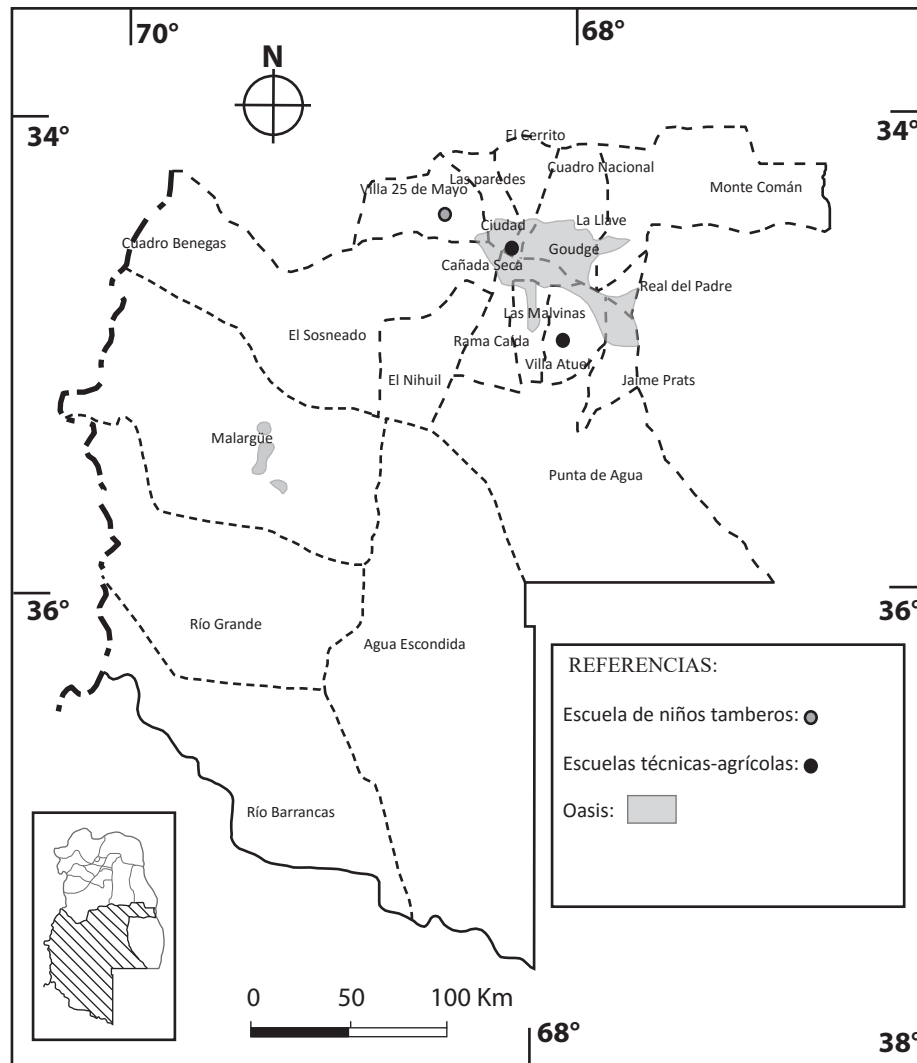 70°
68°
N
34°
34°
El Cerrito
Las paredes
Cuadro Nacional
Villa 25 de Mayo
Monte Común
Ciudad
La Llave
Cuadro Benegas
Goudge
Cañada Seca
Real del Padre
Las Malvinas
El Sosneado
Rama Calda
Villa Atuel
El Nihuil
Jaime Prats
Malargüe
Punta de Agua
36°
36°
Río Grande
Agua Escondida
REFERENCIAS:
Escuela de niños tamberos:
Escuelas técnicas-agrícolas:
Oasis:
Río Barrancas
0 50 100 Km
68°
38°